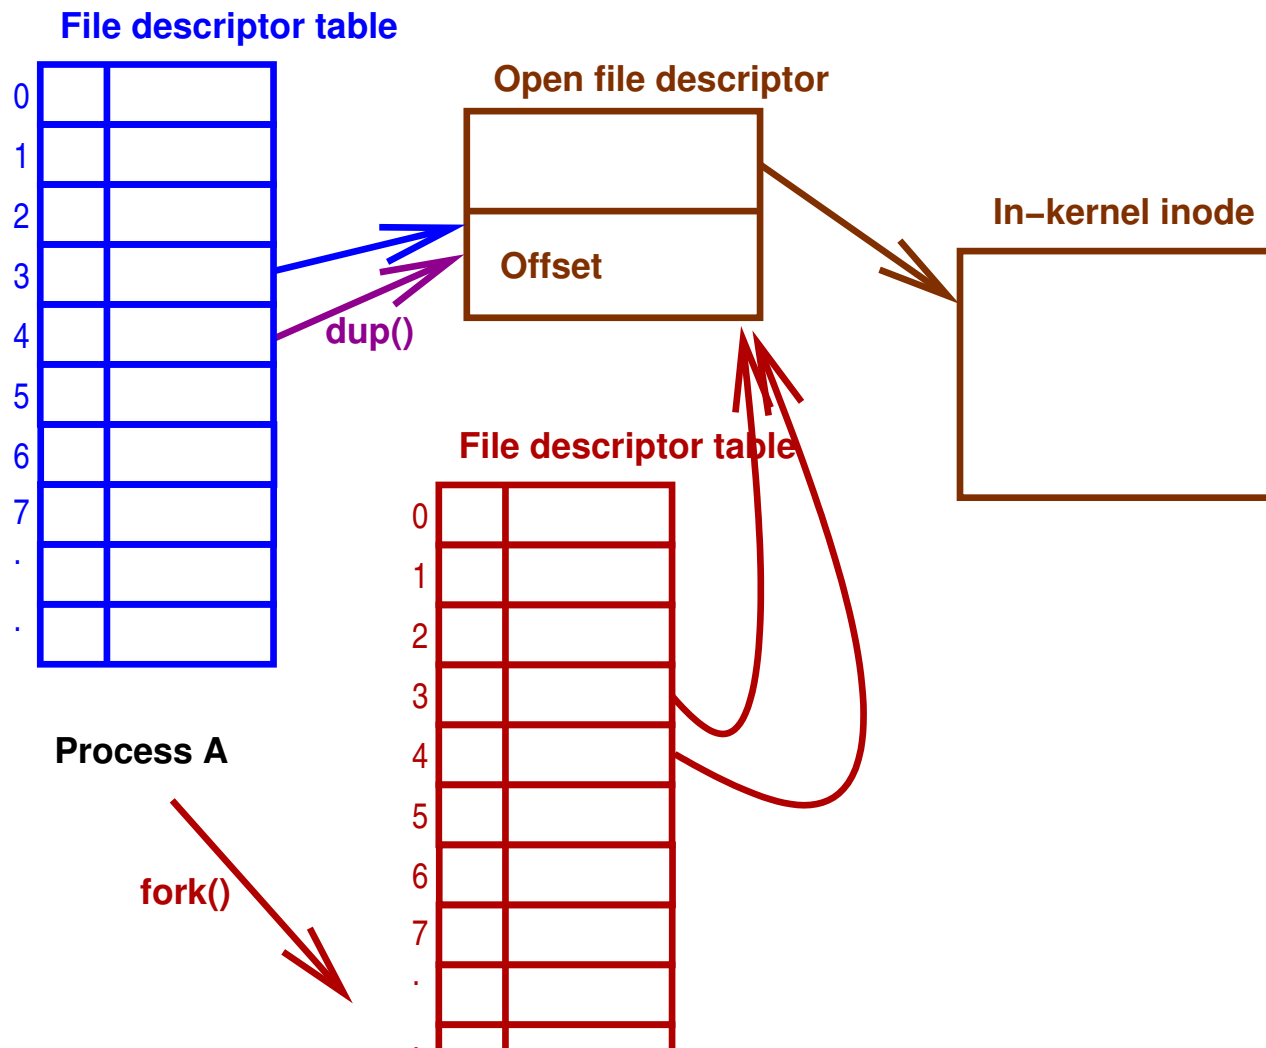 File descriptor table
0
1
2
3
4
5
6
7
.
.
Open file descriptor
Offset
In–kernel inode
dup()
File descriptor table
0
1
2
3
4
5
6
7
.
.
Process A
fork()